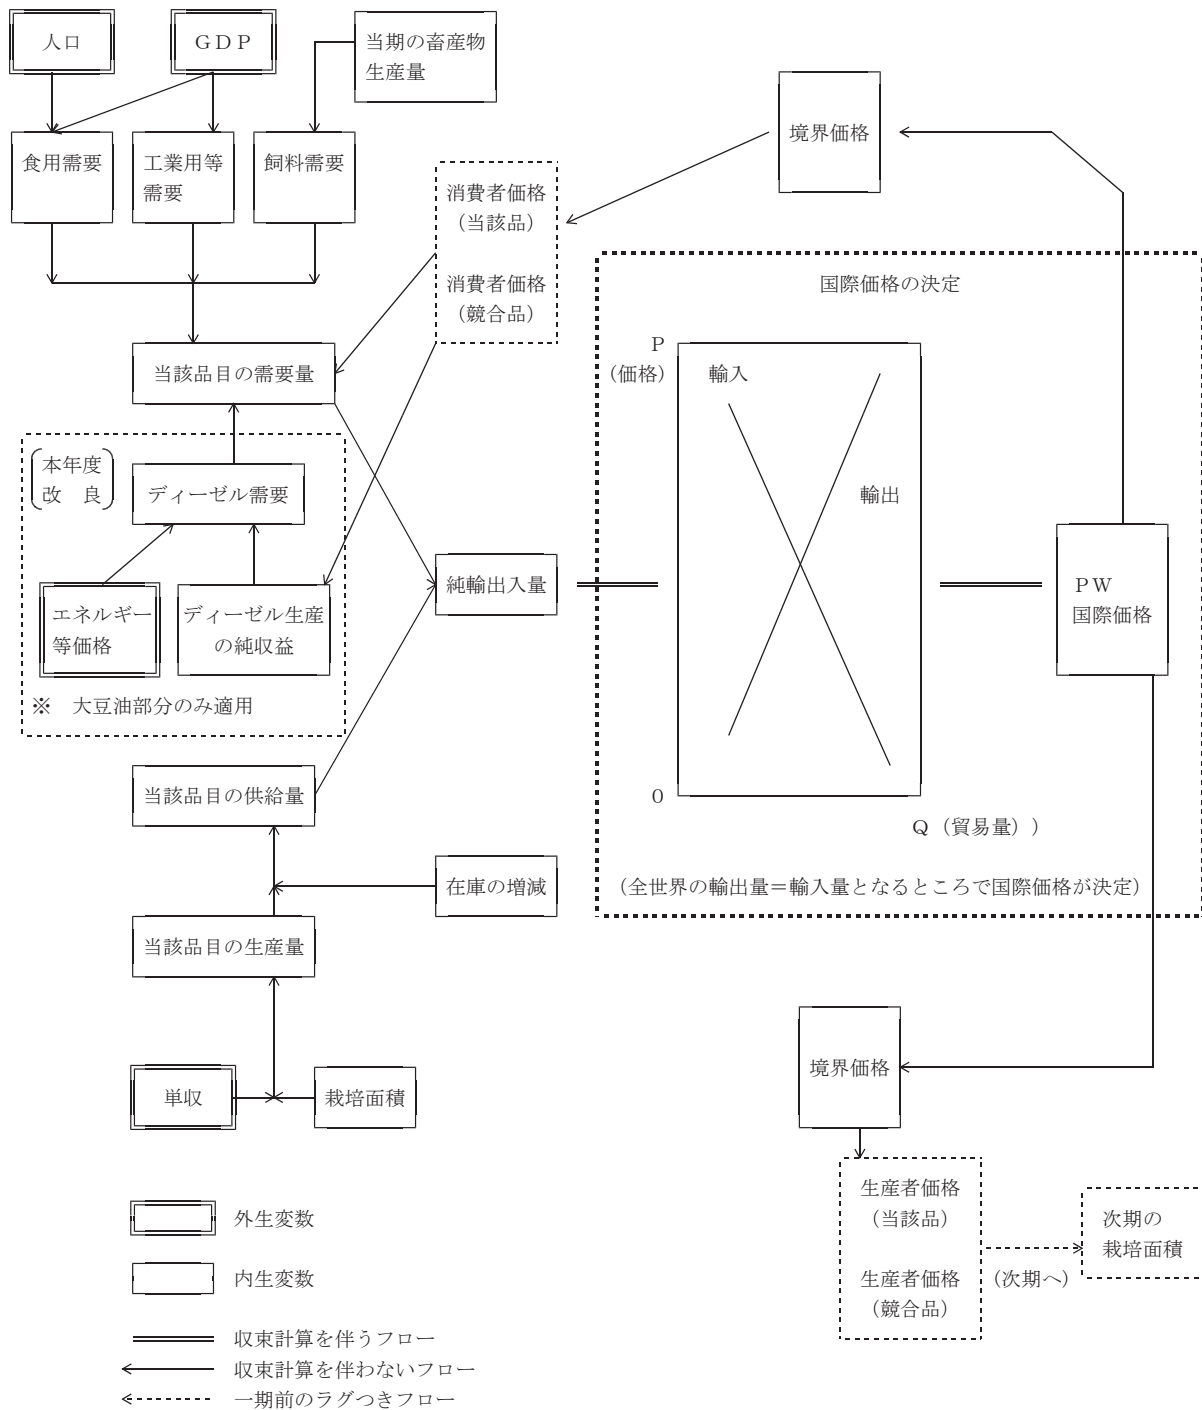 人口
ＧＤＰ
当期の畜産物
生産量
食用需要
工業用等
需要
飼料需要
消費者価格
（当該品）
消費者価格
（競合品）
境界価格
国際価格の決定
Ｐ
（価格）
輸入
輸出
当該品目の需要量
本年度
改　良
ディーゼル需要
エネルギー
等価格
ディーゼル生産
の純収益
※　大豆油部分のみ適用
純輸出入量
ＰＷ
国際価格
当該品目の供給量
０
Ｑ（貿易量））
（全世界の輸出量＝輸入量となるところで国際価格が決定）
在庫の増減
当該品目の生産量
単収
栽培面積
境界価格
生産者価格
（当該品）
生産者価格
（競合品）
（次期へ）
次期の
栽培面積
外生変数
内生変数
収束計算を伴うフロー
収束計算を伴わないフロー
一期前のラグつきフロー